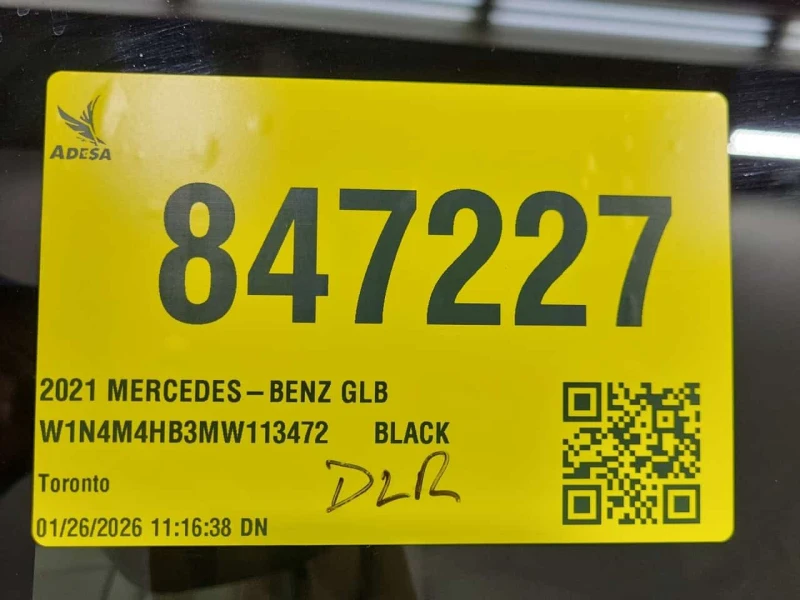 ADESA
847227
2021 MERCEDES-BENZ GLB
W1N4M4HB3MW113472 BLACK
Toronto DLR
01/26/2026 11:16:38 DN